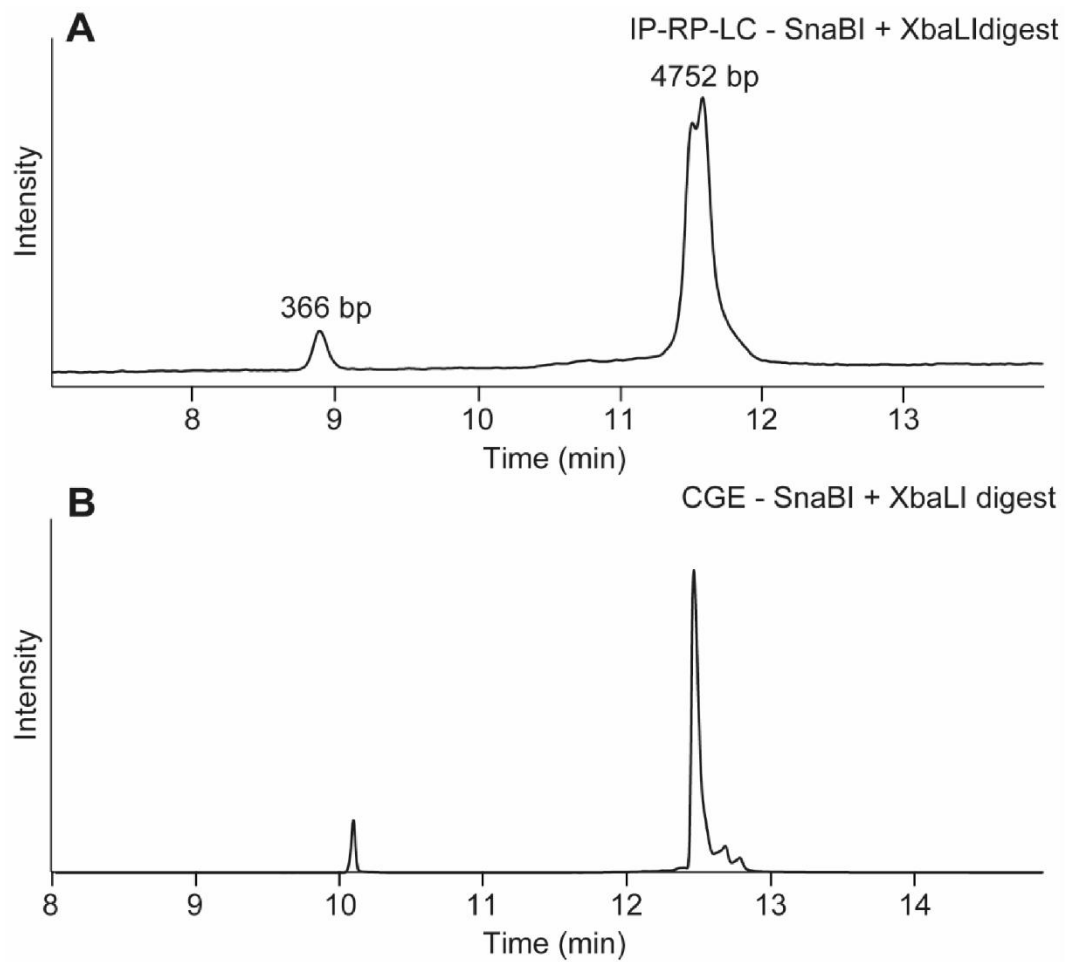 A
IP-RP-LC - SnaBI + XbaLIdigest
4752 bp
366 bp
Intensity
8 9 10 11 12 13
Time (min)
B
CGE - SnaBI + XbaLI digest
Intensity
8 9 10 11 12 13 14
Time (min)